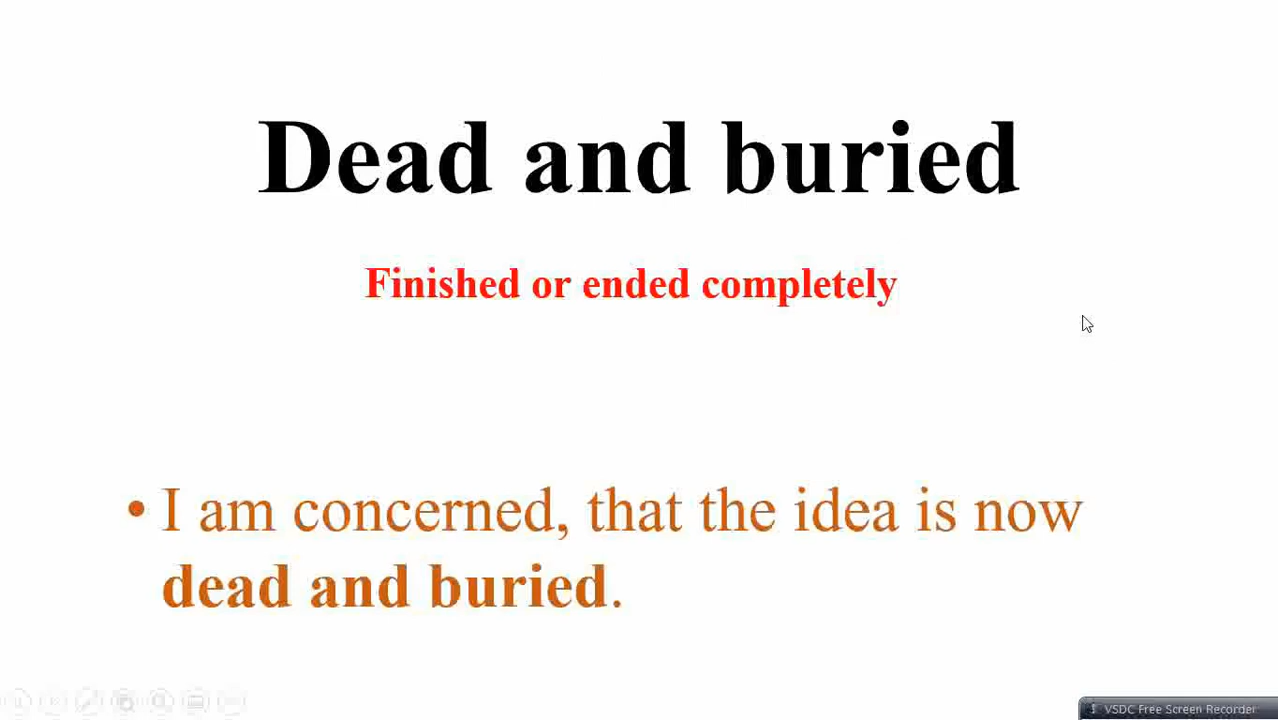 Dead and buried
Finished or ended completely
• I am concerned, that the idea is now
dead and buried.
VSDC Free Screen Recorder